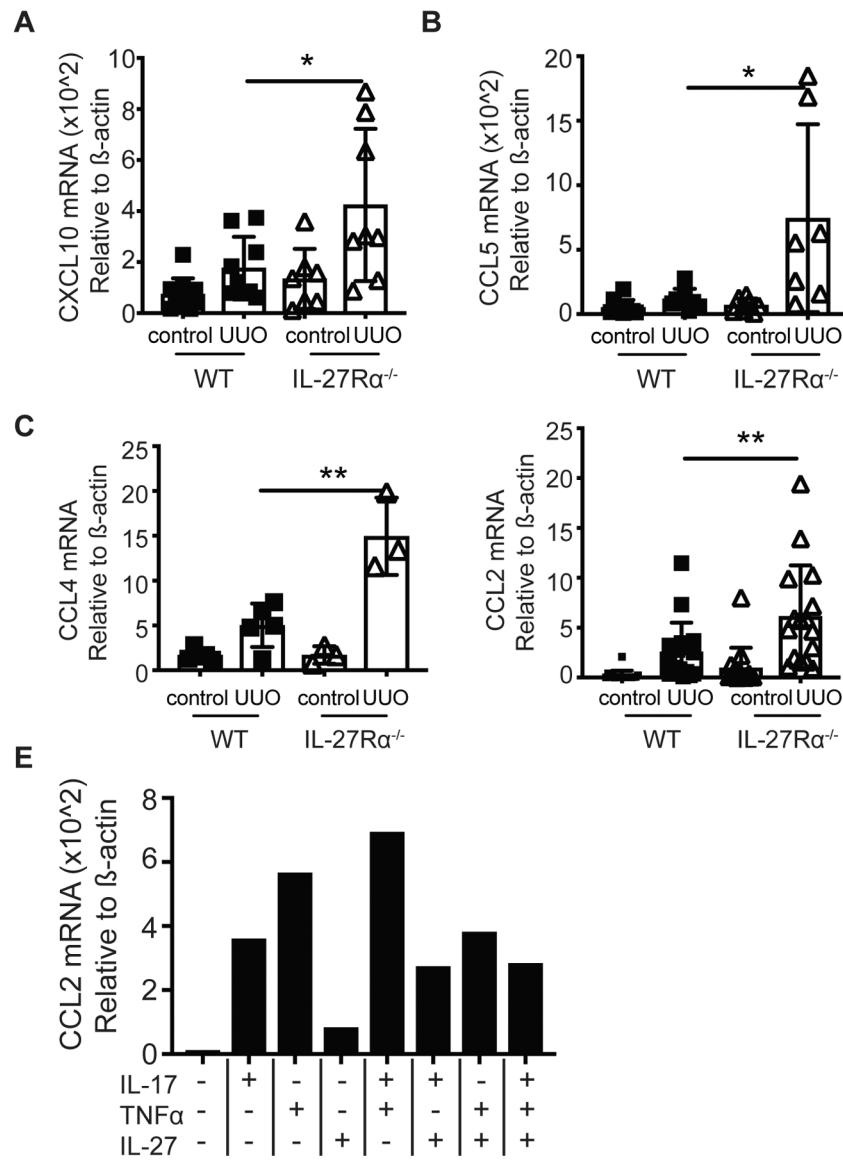 A
CXCL10 mRNA (x10^2)
Relative to ß-actin
10
8
6
4
2
0
*
control UUO control UUO
WT IL-27Rα-/-
B
CCL5 mRNA (x10^2)
Relative to ß-actin
20
15
10
5
0
*
control UUO control UUO
WT IL-27Rα-/-
C
CCL4 mRNA
Relative to ß-actin
25
20
15
10
5
0
**
control UUO control UUO
WT IL-27Rα-/-
CCL2 mRNA
Relative to ß-actin
25
20
15
10
5
0
**
control UUO control UUO
WT IL-27Rα-/-
E
CCL2 mRNA (x10^2)
Relative to ß-actin
8
6
4
2
0
IL-17 - + - - + + - +
TNFα - - + - + - + +
IL-27 - - - + - + + +